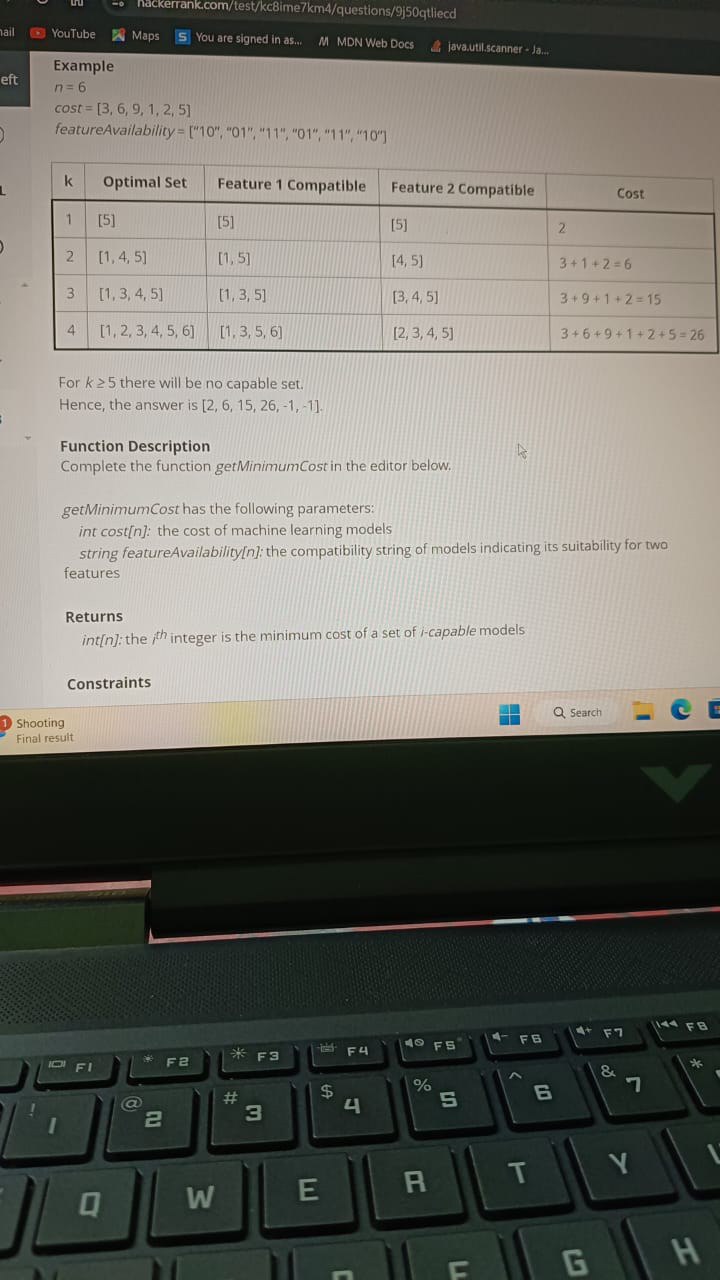 hackerrank.com/test/kc8ime7km4/questions/9j50qtliecd
YouTube Maps S You are signed in as... MDN Web Docs java.util.scanner - Ja...
eft
Example
n = 6
cost = [3, 6, 9, 1, 2, 5]
featureAvailability = ["10", "01", "11", "01", "11", "10"]
k Optimal Set Feature 1 Compatible Feature 2 Compatible Cost
1 [5] [5] [5] 2
2 [1, 4, 5] [1, 5] [4, 5] 3 + 1 + 2 = 6
3 [1, 3, 4, 5] [1, 3, 5] [3, 4, 5] 3 + 9 + 1 + 2 = 15
4 [1, 2, 3, 4, 5, 6] [1, 3, 5, 6] [2, 3, 4, 5] 3 + 6 + 9 + 1 + 2 + 5 = 26
For k ≥ 5 there will be no capable set.
Hence, the answer is [2, 6, 15, 26, -1, -1].
Function Description
Complete the function getMinimumCost in the editor below.
getMinimumCost has the following parameters:
int cost[n]: the cost of machine learning models
string featureAvailability[n]: the compatibility string of models indicating its suitability for two
features
Returns
int[n]: the ith integer is the minimum cost of a set of i-capable models
Constraints
1 Shooting
Final result
Search
F1 F2 F3 F4 F5 F6 F7 F8
! 1 @ 2 # 3 $ 4 % 5 ^ 6 & 7 *
Q W E R T Y
F G H